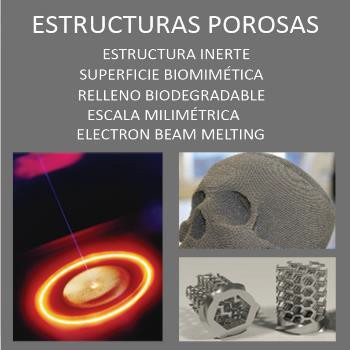 ESTRUCTURAS POROSAS
ESTRUCTURA INERTE
SUPERFICIE BIOMIMÉTICA
RELLENO BIODEGRADABLE
ESCALA MILIMÉTRICA
ELECTRON BEAM MELTING